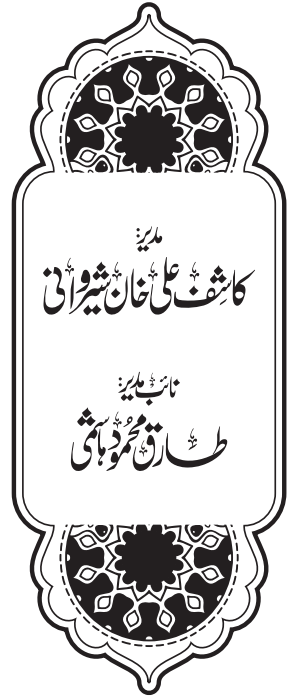 مدیر:
کاشف علی خان شیروانی
نائب مدیر:
طارق محمود ہاشمی